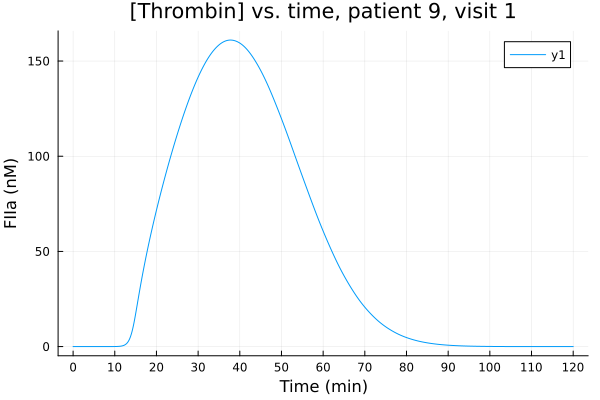 [Thrombin] vs. time, patient 9, visit 1
y1
150
100
50
0
FIIa (nM)
0 10 20 30 40 50 60 70 80 90 100 110 120
Time (min)